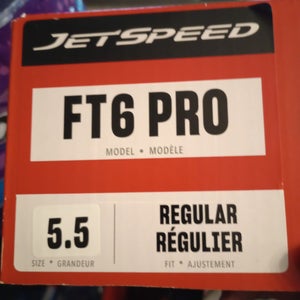 JETSPEED
FT6 PRO
MODEL • MODÈLE
5.5
SIZE • GRANDEUR
REGULAR
RÉGULIER
FIT • AJUSTEMENT